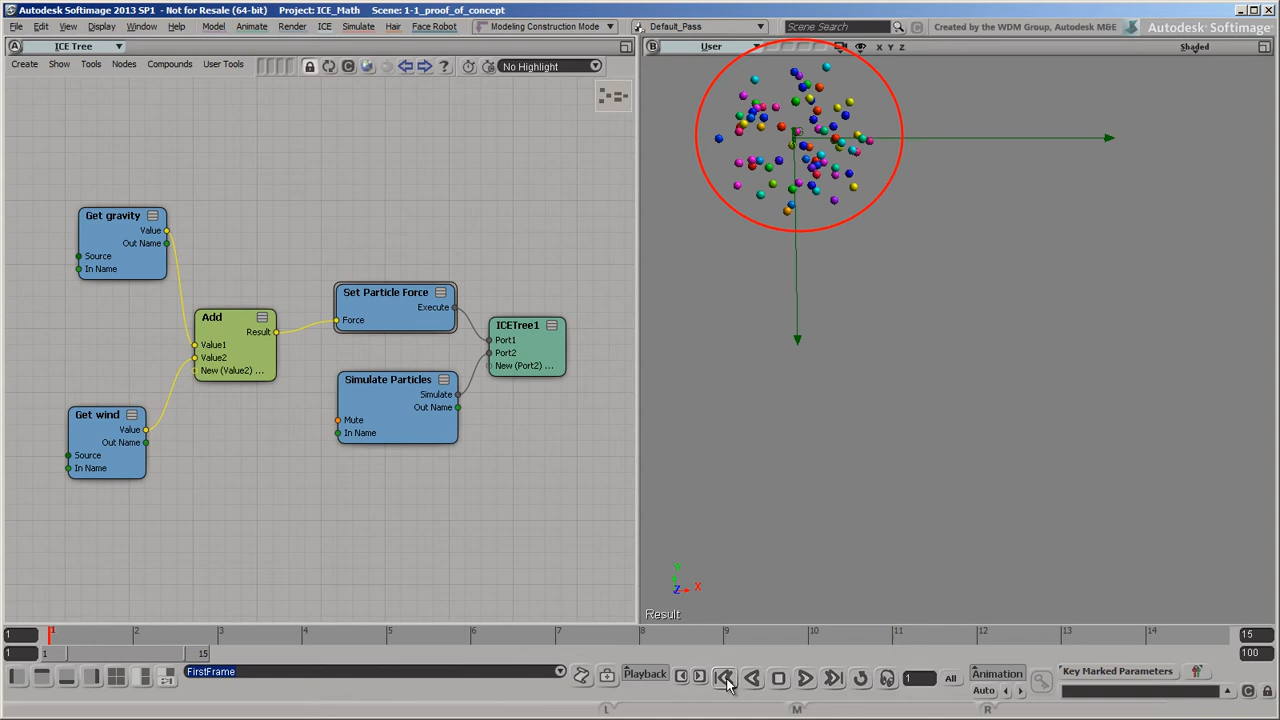 Autodesk Softimage 2013 SP1 - Not for Resale (64-bit) Project: ICE_Math Scene: 1-1_proof_of_concept
File Edit View Display Window Help Model Animate Render ICE Simulate Hair Face Robot Modeling Construction Mode Default_Pass Scene Search Created by the WDM Group, Autodesk M&E Autodesk Softimage
A ICE Tree B User X Y Z Shaded
Create Show Tools Nodes Compounds User Tools C ? No Highlight
Get gravity
Value
Out Name
Source
In Name
Add
Result
Value1
Value2
New (Value2) ...
Get wind
Value
Out Name
Source
In Name
Set Particle Force
Execute
Force
Simulate Particles
Simulate
Out Name
Mute
In Name
ICETree1
Port1
Port2
New (Port2) ...
Y
Z X
Result
1 1 2 3 4 5 6 7 8 9 10 11 12 13 14 15
1 1 15 100
FirstFrame Playback 1 All Animation Key Marked Parameters
Auto C
L M R